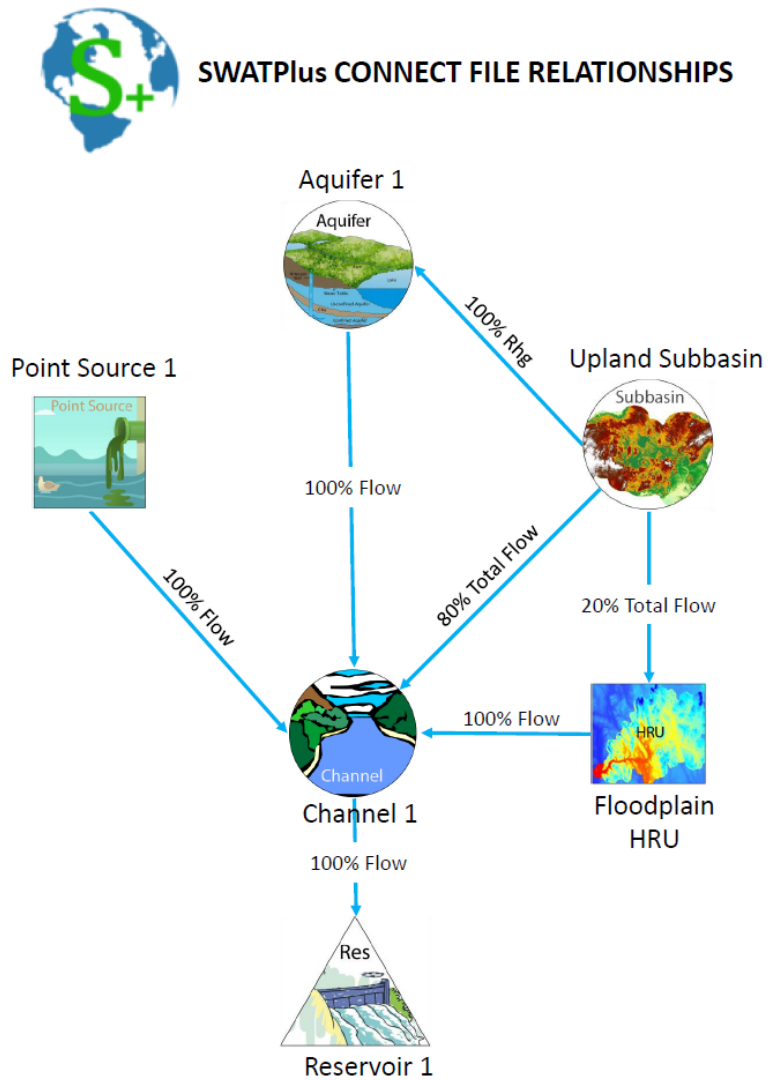 S+
SWATPlus CONNECT FILE RELATIONSHIPS
Aquifer 1
Aquifer
100% Rhg
Point Source 1
Point Source
Upland Subbasin
Subbasin
100% Flow
100% Flow
80% Total Flow
20% Total Flow
100% Flow
HRU
Channel
Channel 1
Floodplain
HRU
100% Flow
Res
Reservoir 1